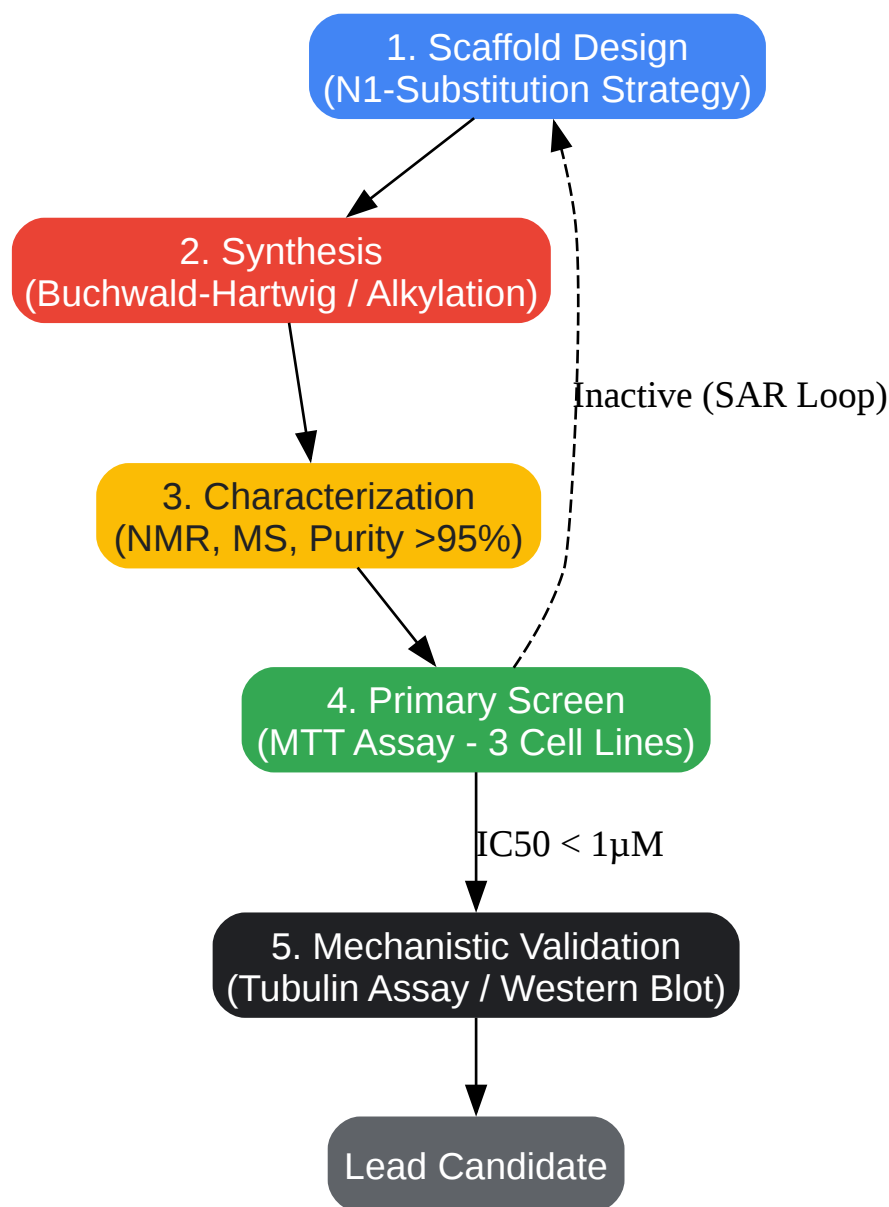 1. Scaffold Design
(N1-Substitution Strategy)
2. Synthesis
(Buchwald-Hartwig / Alkylation)
Inactive (SAR Loop)
3. Characterization
(NMR, MS, Purity >95%)
4. Primary Screen
(MTT Assay - 3 Cell Lines)
IC50 < 1µM
5. Mechanistic Validation
(Tubulin Assay / Western Blot)
Lead Candidate